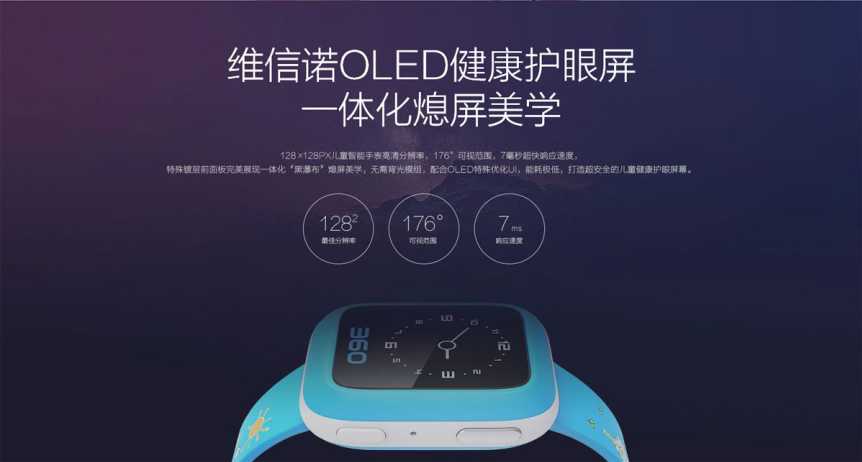 维信诺OLED健康护眼屏
一体化熄屏美学
128×128PX儿童智能手表高清分辨率，176°可视范围，7毫秒超快响应速度，
特殊镀层前面板完美展现一体化“黑瀑布”熄屏美学，无需背光模组，配合OLED特殊优化UI，能耗极低，打造超安全的儿童健康护眼屏幕。
128²
最佳分辨率
176°
可视范围
7 ms
响应速度
360
12
3
6
9